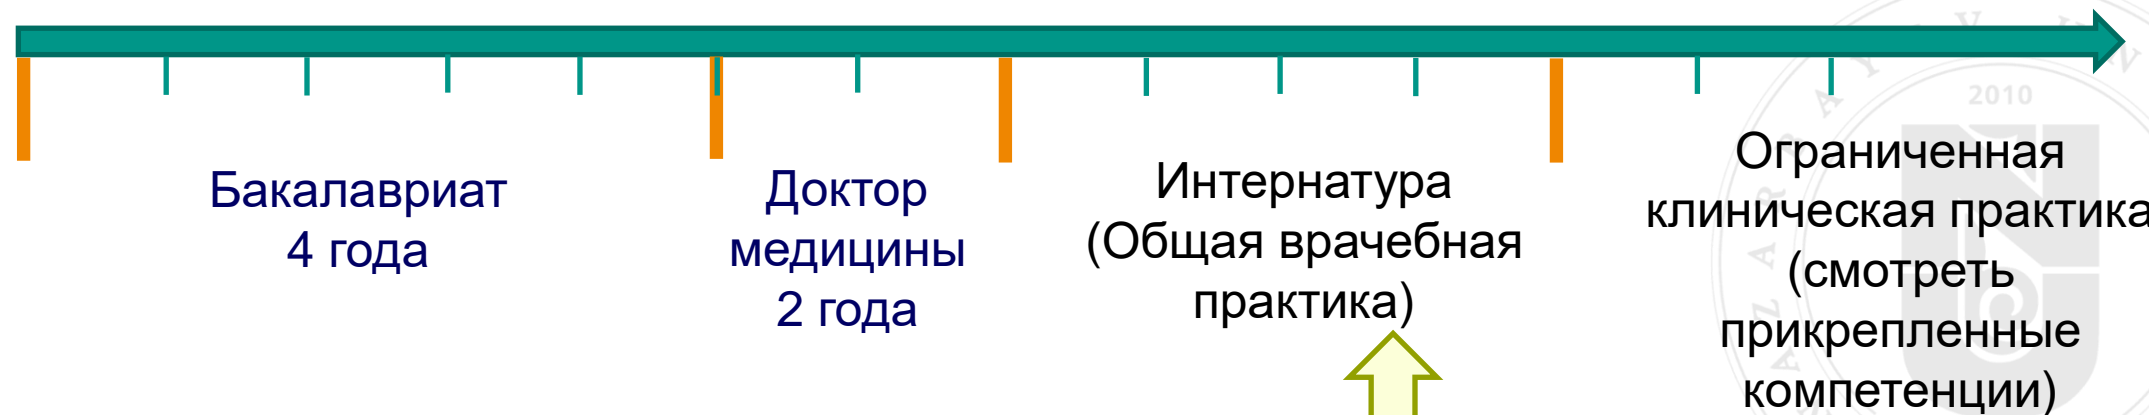 Бакалавриат
4 года
Доктор
медицины
2 года
Интернатура
(Общая врачебная
практика)
Ограниченная
клиническая практика
(смотреть
прикрепленные
компетенции)
2010